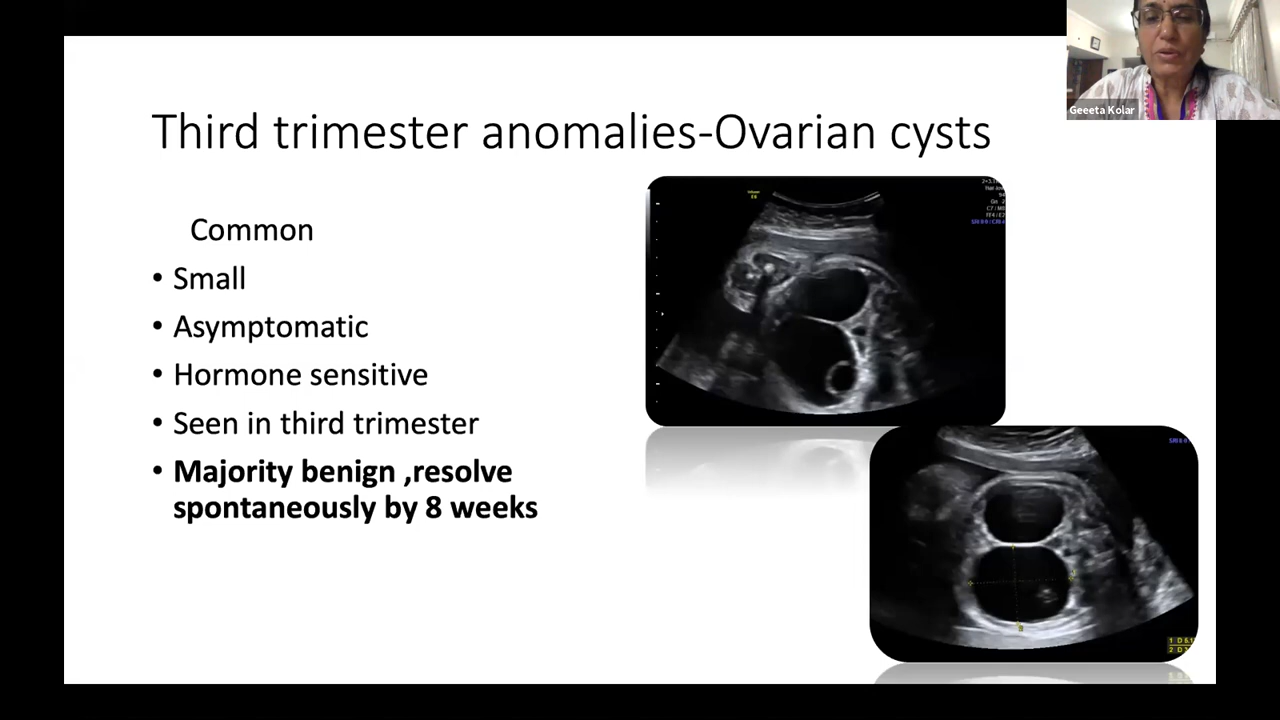 Geeeta Kolar
Third trimester anomalies-Ovarian cysts
Common
• Small
• Asymptomatic
• Hormone sensitive
• Seen in third trimester
• Majority benign ,resolve
spontaneously by 8 weeks